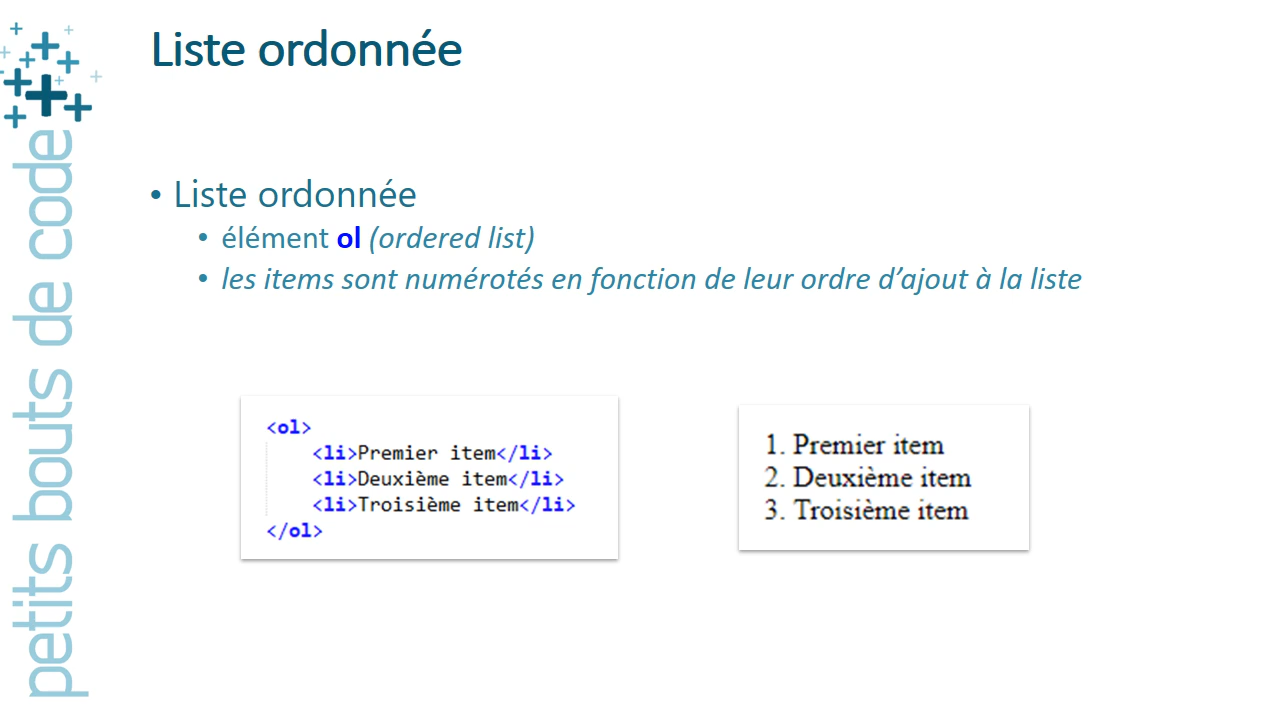 Liste ordonnée
• Liste ordonnée
• élément ol (ordered list)
• les items sont numérotés en fonction de leur ordre d’ajout à la liste
<ol>
<li>Premier item</li>
<li>Deuxième item</li>
<li>Troisième item</li>
</ol>
1. Premier item
2. Deuxième item
3. Troisième item
petits bouts de code